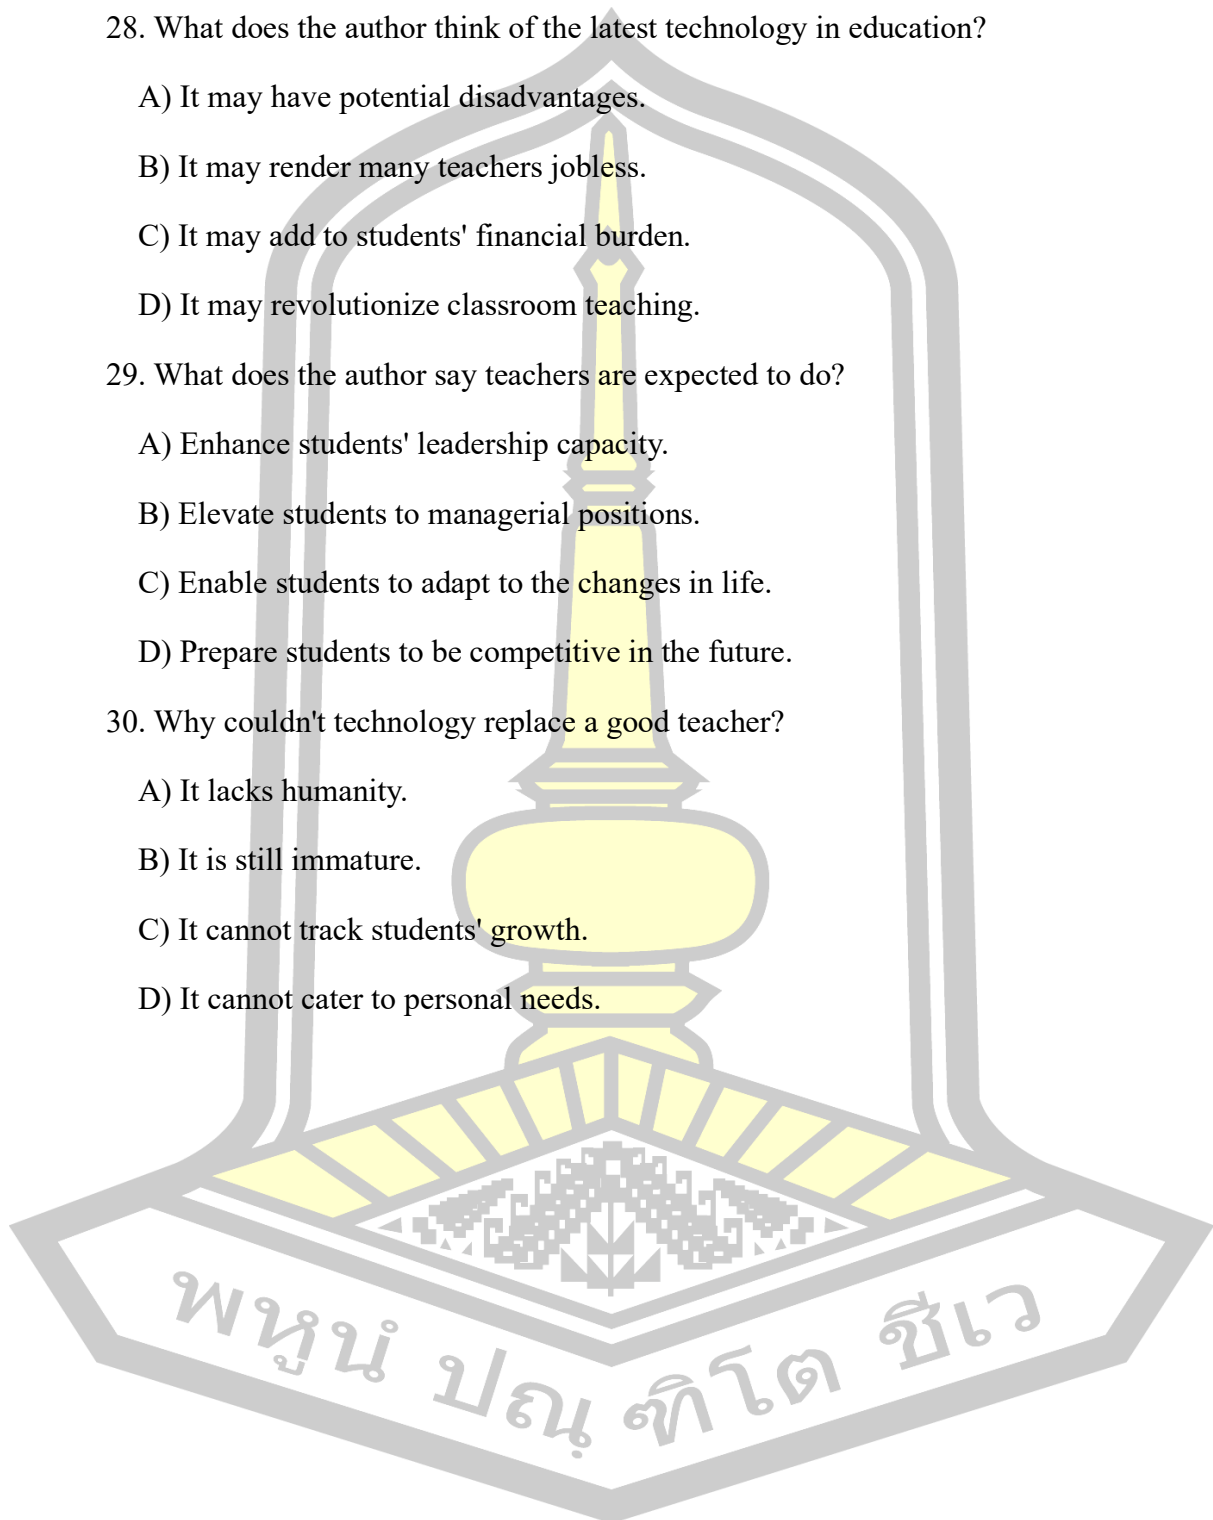 28. What does the author think of the latest technology in education?
A) It may have potential disadvantages.
B) It may render many teachers jobless.
C) It may add to students' financial burden.
D) It may revolutionize classroom teaching.
29. What does the author say teachers are expected to do?
A) Enhance students' leadership capacity.
B) Elevate students to managerial positions.
C) Enable students to adapt to the changes in life.
D) Prepare students to be competitive in the future.
30. Why couldn't technology replace a good teacher?
A) It lacks humanity.
B) It is still immature.
C) It cannot track students' growth.
D) It cannot cater to personal needs.
พหูนํ ปณฺ ฑิโต ชีเว